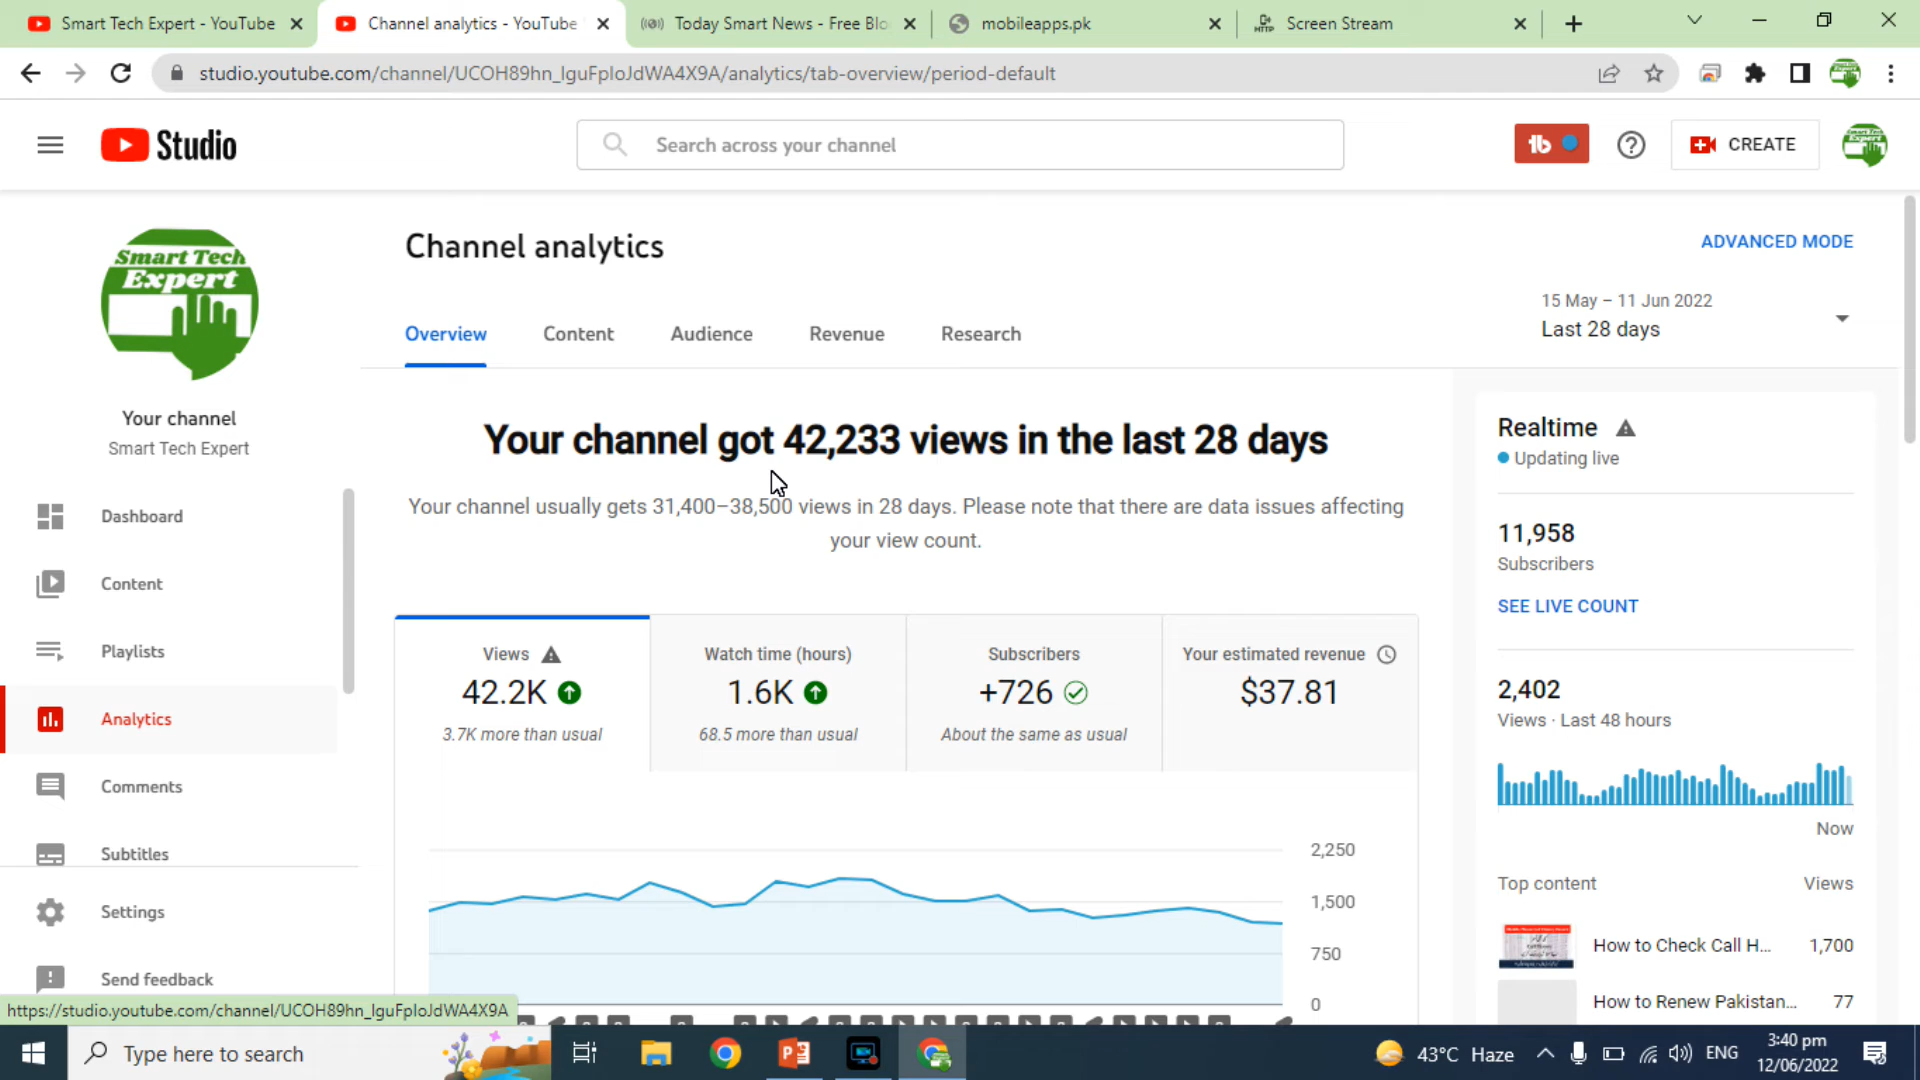 Smart Tech Expert - YouTube
Channel analytics - YouTube
Today Smart News - Free Blo
mobileapps.pk
Screen Stream
studio.youtube.com/channel/UCOH89hn_IguFpIoJdWA4X9A/analytics/tab-overview/period-default
Studio
Search across your channel
CREATE
Smart Tech
Expert
Your channel
Smart Tech Expert
Dashboard
Content
Playlists
Analytics
Comments
Subtitles
Settings
Send feedback
Channel analytics
ADVANCED MODE
15 May – 11 Jun 2022
Last 28 days
Overview
Content
Audience
Revenue
Research
Your channel got 42,233 views in the last 28 days
Your channel usually gets 31,400–38,500 views in 28 days. Please note that there are data issues affecting
your view count.
Views
42.2K
3.7K more than usual
Watch time (hours)
1.6K
68.5 more than usual
Subscribers
+726
About the same as usual
Your estimated revenue
$37.81
2,250
1,500
750
0
Realtime
Updating live
11,958
Subscribers
SEE LIVE COUNT
2,402
Views · Last 48 hours
Now
Top content
Views
How to Check Call H...
1,700
How to Renew Pakistan...
77
https://studio.youtube.com/channel/UCOH89hn_IguFpIoJdWA4X9A
Type here to search
43°C Haze
ENG
3:40 pm
12/06/2022